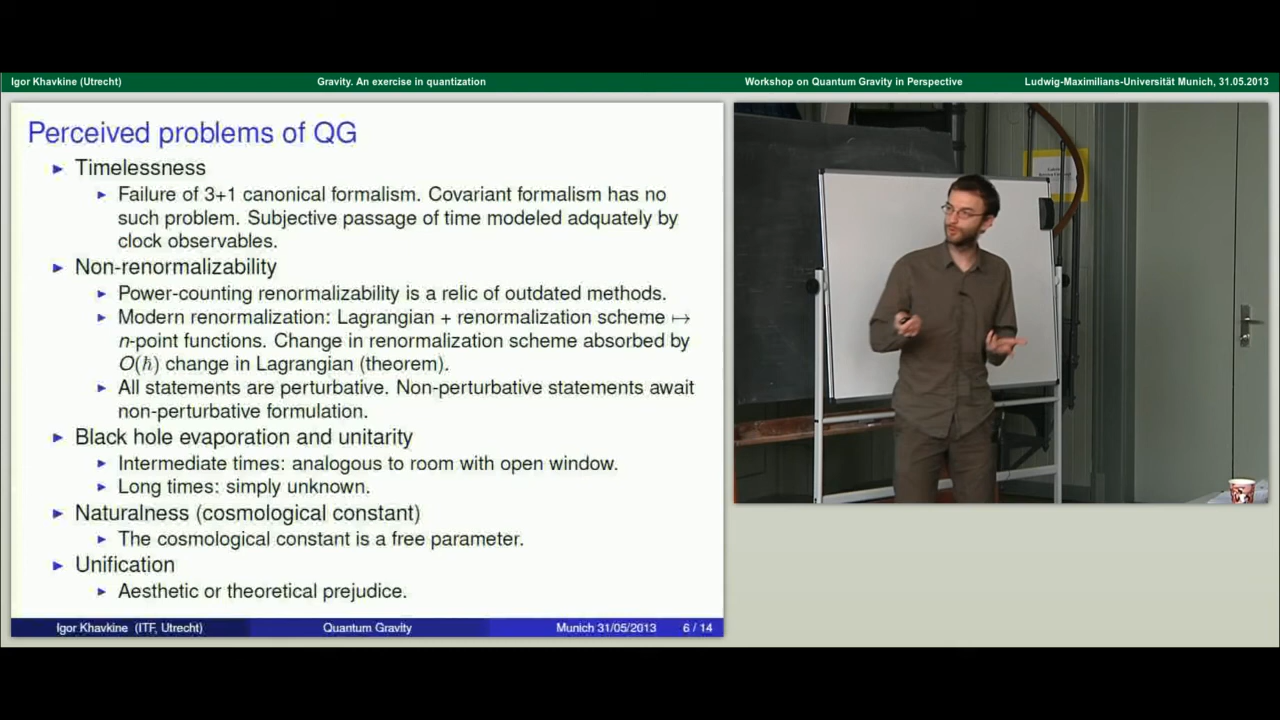 Igor Khavkine (Utrecht) Gravity. An exercise in quantization Workshop on Quantum Gravity in Perspective Ludwig-Maximilians-Universität Munich, 31.05.2013
Perceived problems of QG
Timelessness
Failure of 3+1 canonical formalism. Covariant formalism has no
such problem. Subjective passage of time modeled adquately by
clock observables.
Non-renormalizability
Power-counting renormalizability is a relic of outdated methods.
Modern renormalization: Lagrangian + renormalization scheme ↦
n-point functions. Change in renormalization scheme absorbed by
O(ℏ) change in Lagrangian (theorem).
All statements are perturbative. Non-perturbative statements await
non-perturbative formulation.
Black hole evaporation and unitarity
Intermediate times: analogous to room with open window.
Long times: simply unknown.
Naturalness (cosmological constant)
The cosmological constant is a free parameter.
Unification
Aesthetic or theoretical prejudice.
Igor Khavkine (ITF, Utrecht) Quantum Gravity Munich 31/05/2013 6 / 14